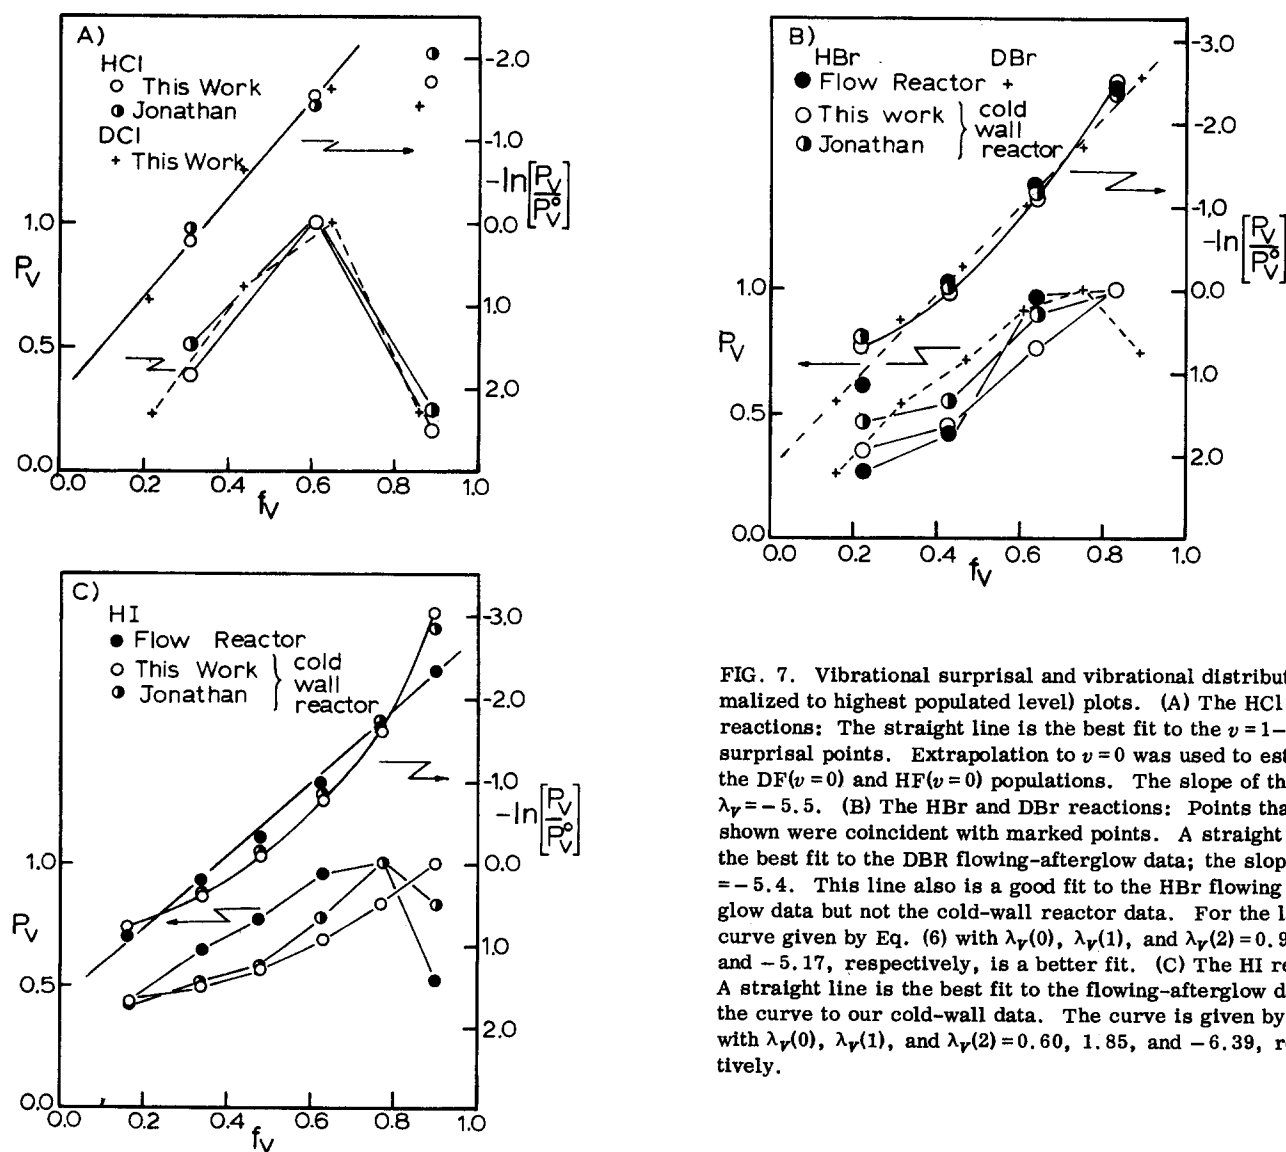 A)
HCl
○ This Work
◑ Jonathan
DCl
+ This Work
-2.0
-1.0
0.0
1.0
2.0
-ln[Pv/Pv°]
1.0
Pv
0.5
0.0
0.0 0.2 0.4 0.6 0.8 1.0
fv
B)
HBr DBr
● Flow Reactor +
○ This work } cold
wall
◑ Jonathan reactor
-3.0
-2.0
-1.0
0.0
1.0
2.0
-ln[Pv/Pv°]
1.0
Pv
0.5
0.0
0.0 0.2 0.4 0.6 0.8 1.0
fv
C)
HI
● Flow Reactor
○ This Work } cold
wall
◑ Jonathan reactor
-3.0
-2.0
-1.0
0.0
1.0
2.0
-ln[Pv/Pv°]
1.0
Pv
0.5
0.0
0.0 0.2 0.4 0.6 0.8 1.0
fv
FIG. 7. Vibrational surprisal and vibrational distribut
malized to highest populated level) plots. (A) The HCl
reactions: The straight line is the best fit to the v = 1–
surprisal points. Extrapolation to v = 0 was used to est
the DF(v = 0) and HF(v = 0) populations. The slope of th
λv = − 5.5. (B) The HBr and DBr reactions: Points tha
shown were coincident with marked points. A straight
the best fit to the DBR flowing-afterglow data; the slop
= − 5.4. This line also is a good fit to the HBr flowing
glow data but not the cold-wall reactor data. For the l
curve given by Eq. (6) with λv(0), λv(1), and λv(2) = 0.9
and − 5.17, respectively, is a better fit. (C) The HI re
A straight line is the best fit to the flowing-afterglow d
the curve to our cold-wall data. The curve is given by
with λv(0), λv(1), and λv(2) = 0.60, 1.85, and − 6.39, r
tively.